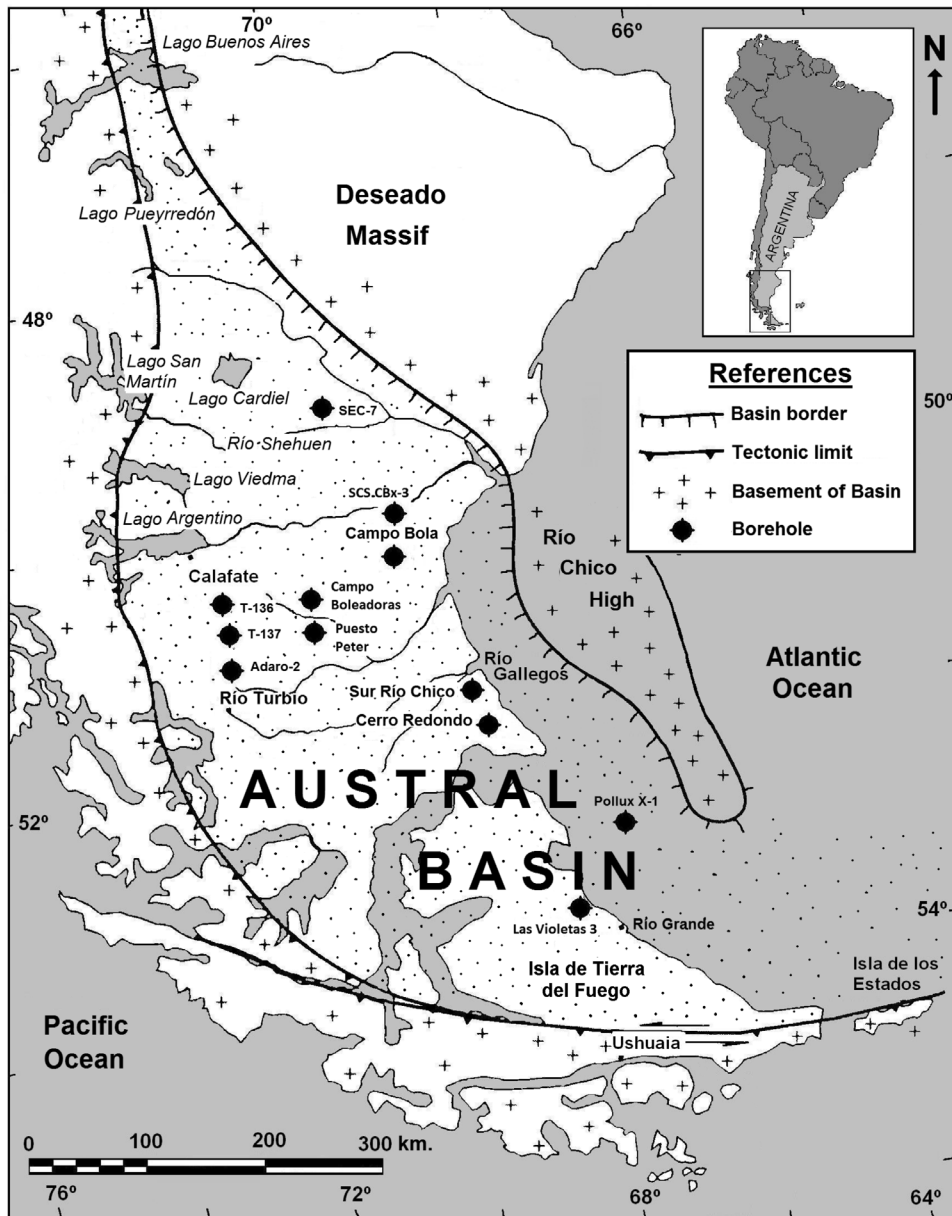 70º
66º
N
Lago Buenos Aires
ARGENTINA
Deseado
Massif
Lago Pueyrredón
48º
Lago San
Martín
Lago Cardiel
SEC-7
Río Shehuen
Lago Viedma
SCS.CBx-3
Lago Argentino
Campo Bola
References
Basin border
Tectonic limit
Basement of Basin
Borehole
50º
Río
Chico
High
Calafate
T-136
Campo
Boleadoras
T-137
Puesto
Peter
Adaro-2
Río Turbio
Río
Gallegos
Sur Río Chico
Cerro Redondo
Atlantic
Ocean
AUSTRAL
BASIN
Pollux X-1
52º
Las Violetas 3
Río Grande
54º
Isla de Tierra
del Fuego
Isla de los
Estados
Pacific
Ocean
Ushuaia
0 100 200 300 km.
76º 72º 68º 64º